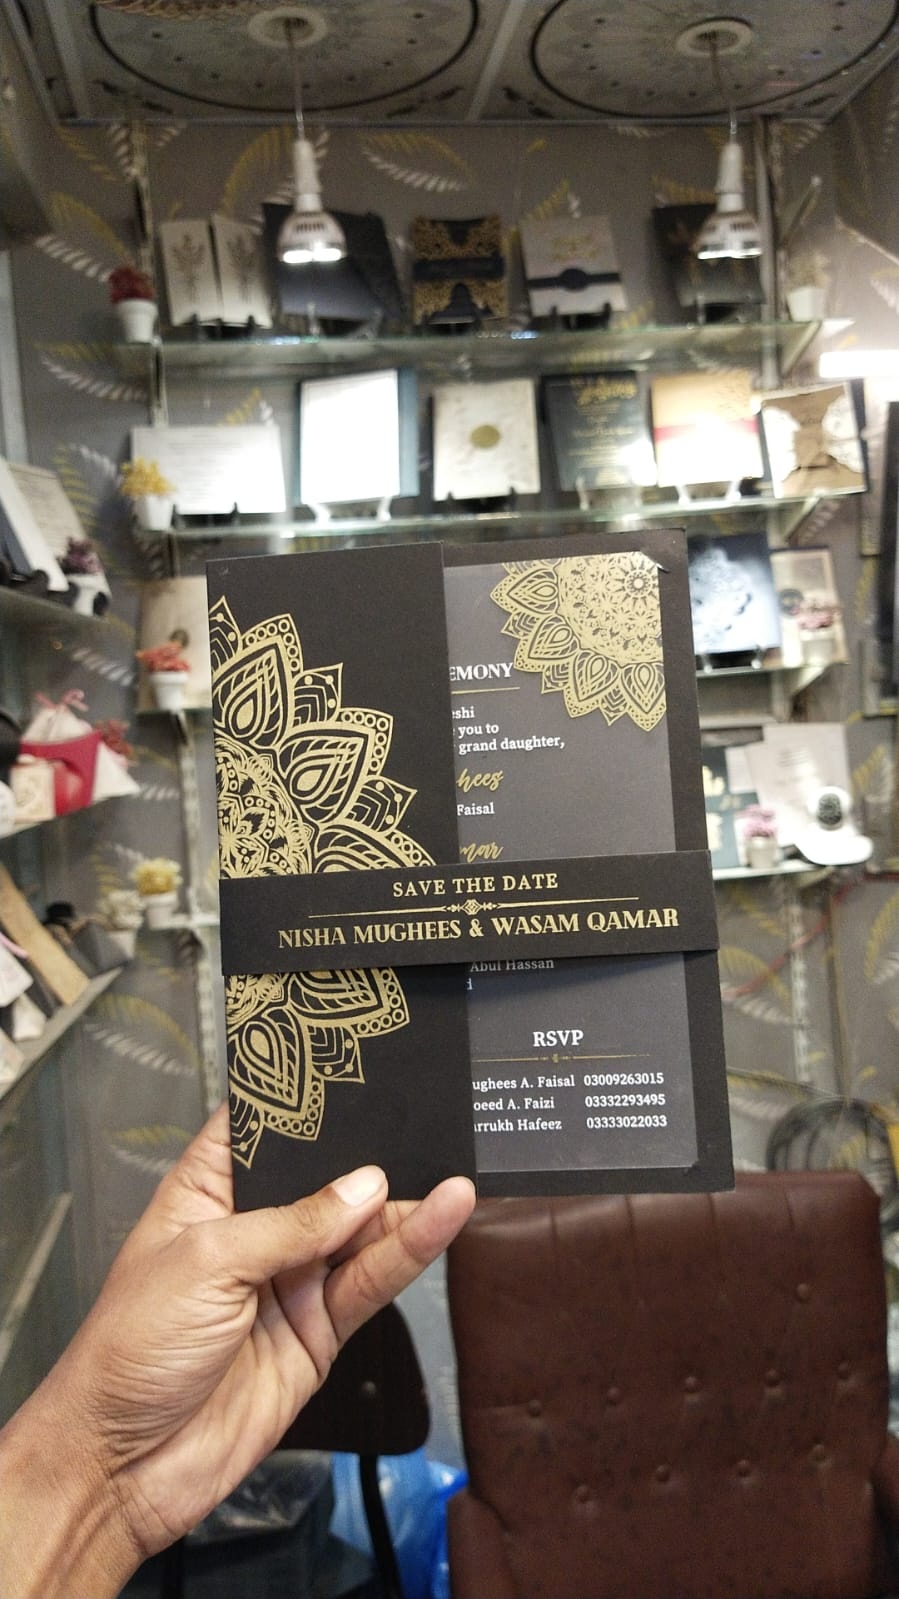 EMONY
eshi
you to
grand daughter,
hees
Faisal
mar
SAVE THE DATE
NISHA MUGHEES & WASAM QAMAR
Abul Hassan
d
RSVP
ughees A. Faisal 03009263015
oeed A. Faizi 03332293495
rrukh Hafeez 03333022033